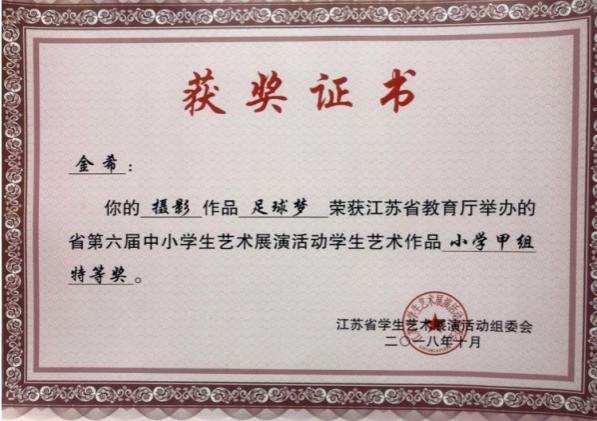 获奖证书
金希：
你的 摄影 作品 足球梦 荣获江苏省教育厅举办的
省第六届中小学生艺术展演活动学生艺术作品 小学甲组
特等奖。
江苏省学生艺术展演活动组委会
二〇一八年十月